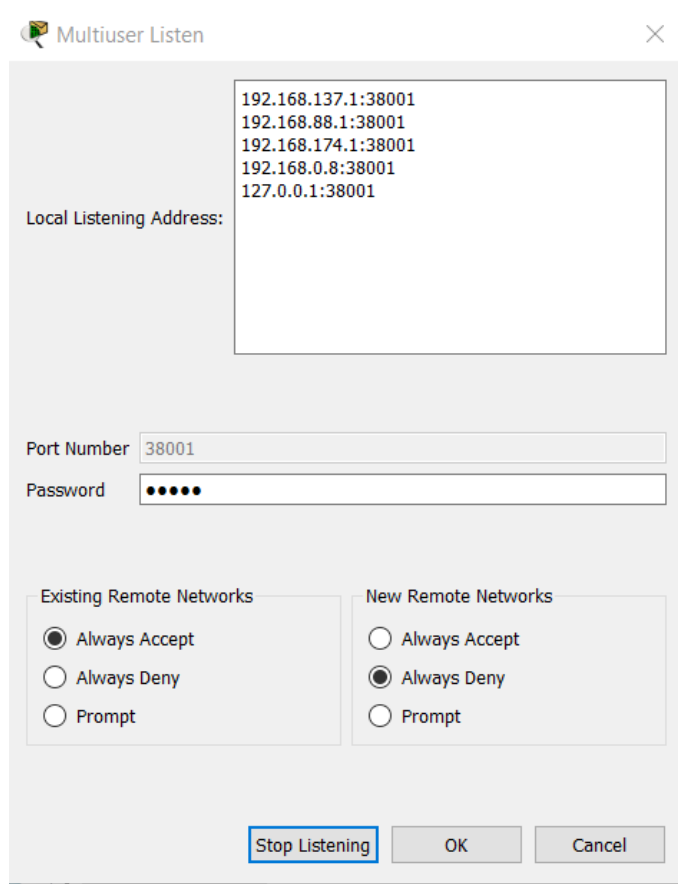 Multiuser Listen
Local Listening Address:
192.168.137.1:38001
192.168.88.1:38001
192.168.174.1:38001
192.168.0.8:38001
127.0.0.1:38001
Port Number 38001
Password ●●●●●
Existing Remote Networks
Always Accept
Always Deny
Prompt
New Remote Networks
Always Accept
Always Deny
Prompt
Stop Listening OK Cancel